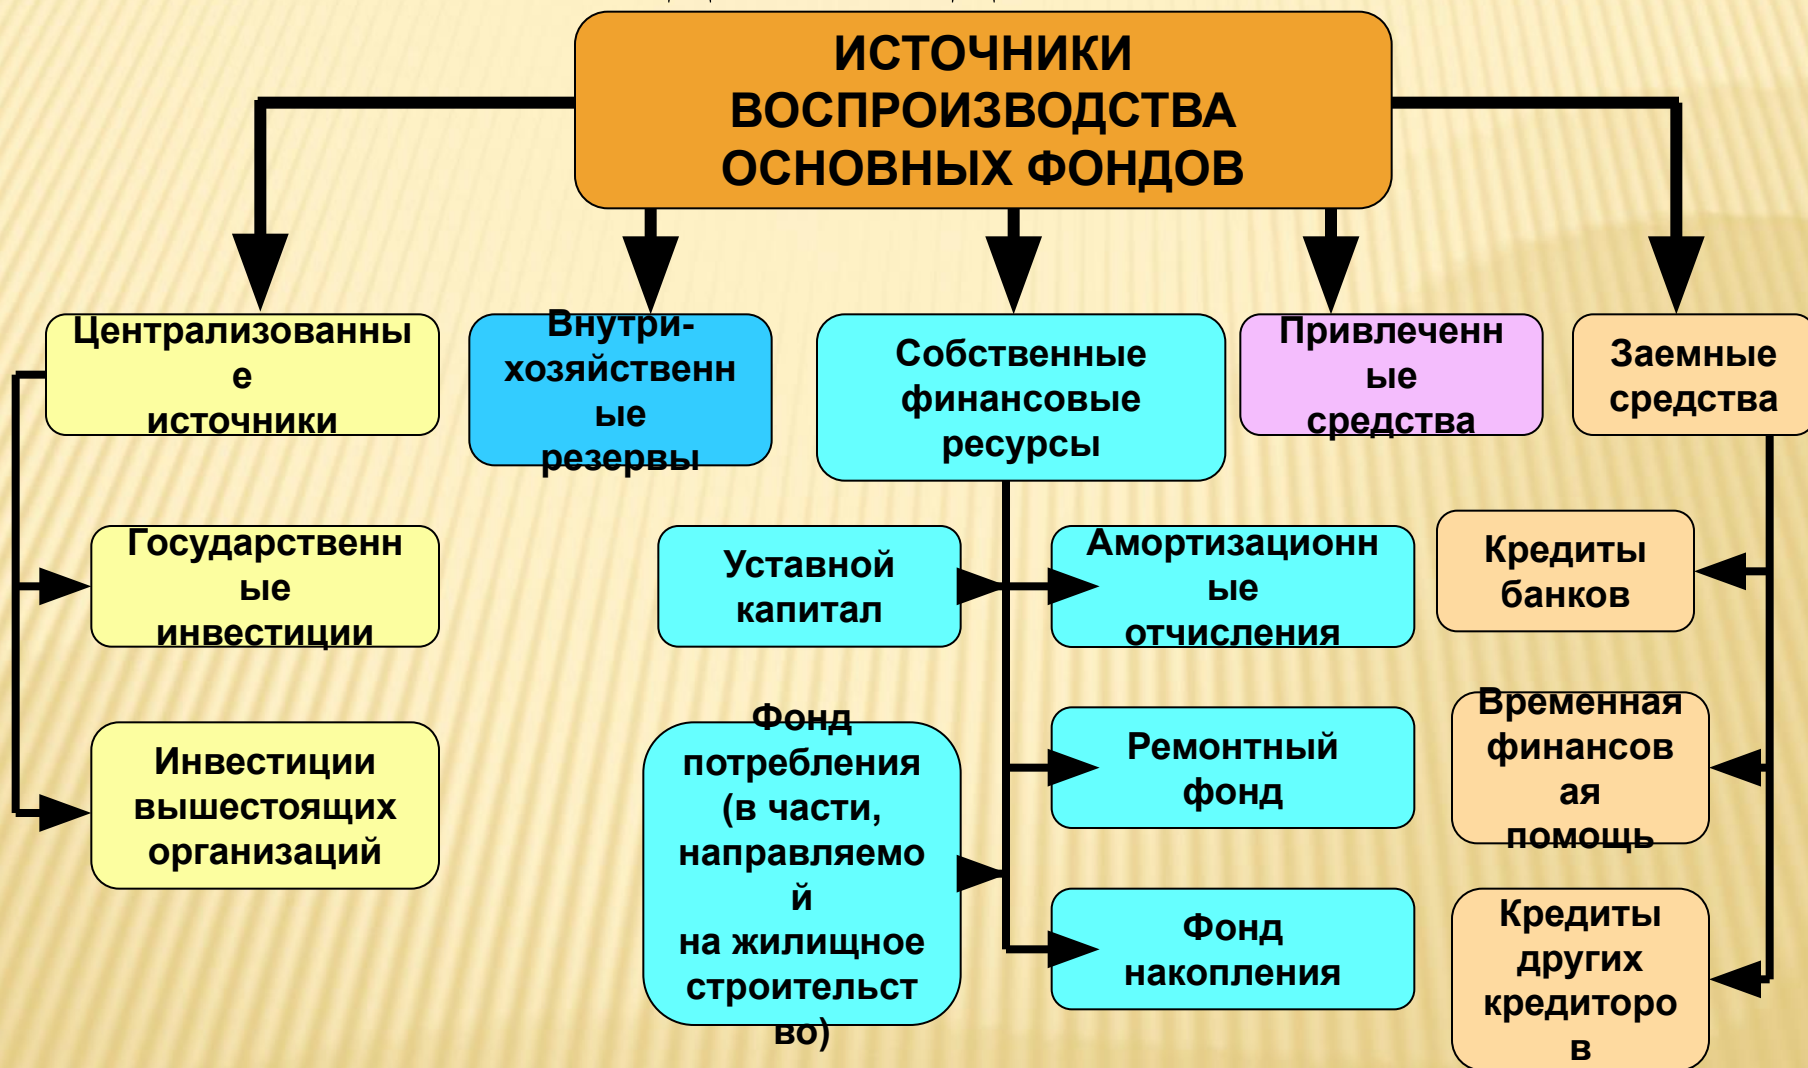 ИСТОЧНИКИ
ВОСПРОИЗВОДСТВА
ОСНОВНЫХ ФОНДОВ
Централизованны
е
источники
Внутри-
хозяйственн
ые
резервы
Собственные
финансовые
ресурсы
Привлеченн
ые
средства
Заемные
средства
Государственн
ые
инвестиции
Инвестиции
вышестоящих
организаций
Уставной
капитал
Фонд
потребления
(в части,
направляемо
й
на жилищное
строительст
во)
Амортизационн
ые
отчисления
Ремонтный
фонд
Фонд
накопления
Кредиты
банков
Временная
финансов
ая
помощь
Кредиты
других
кредиторо
в